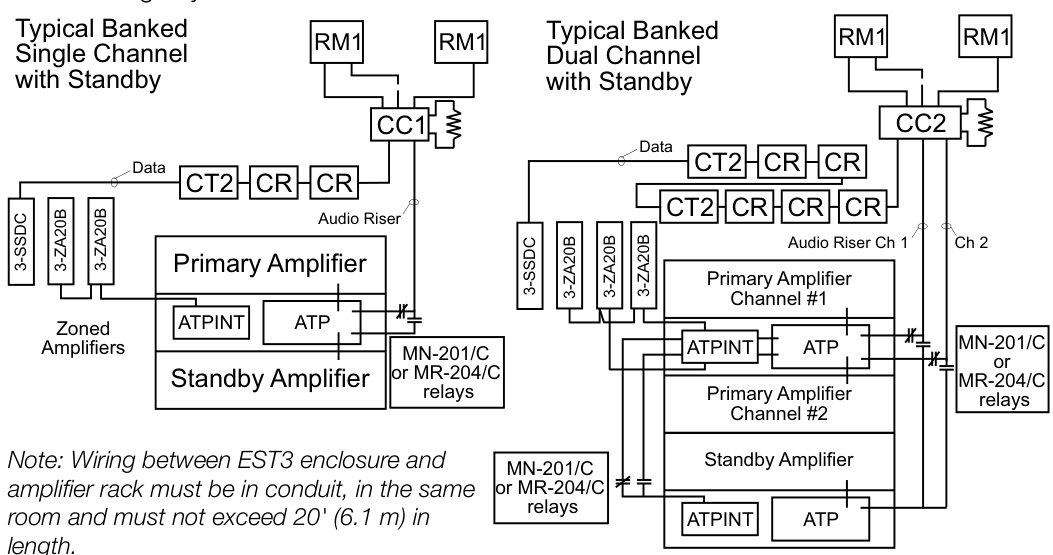 Typical Banked
Single Channel
with Standby
RM1
RM1
CC1
Data
CT2
CR
CR
Audio Riser
3-SSDC
3-ZA20B
3-ZA20B
Primary Amplifier
ATPINT
ATP
Zoned
Amplifiers
Standby Amplifier
MN-201/C
or MR-204/C
relays
Note: Wiring between EST3 enclosure and
amplifier rack must be in conduit, in the same
room and must not exceed 20' (6.1 m) in
length.
Typical Banked
Dual Channel
with Standby
RM1
RM1
CC2
Data
CT2
CR
CR
CT2
CR
CR
CR
Audio Riser Ch 1
Ch 2
3-SSDC
3-ZA20B
3-ZA20B
3-ZA20B
Primary Amplifier
Channel #1
ATPINT
ATP
MN-201/C
or
MR-204/C
relays
Primary Amplifier
Channel #2
Standby Amplifier
MN-201/C
or MR-204/C
relays
ATPINT
ATP